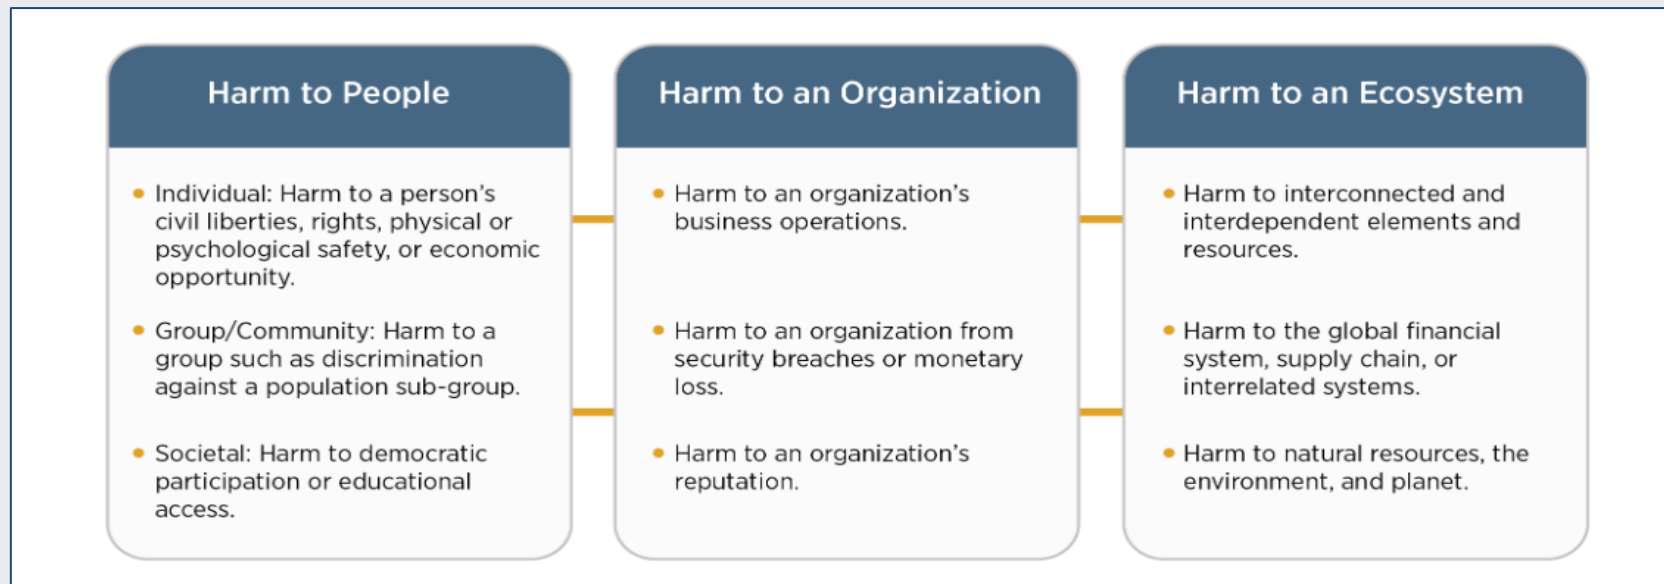 Harm to People
• Individual: Harm to a person's
civil liberties, rights, physical or
psychological safety, or economic
opportunity.
• Group/Community: Harm to a
group such as discrimination
against a population sub-group.
• Societal: Harm to democratic
participation or educational
access.
Harm to an Organization
• Harm to an organization's
business operations.
• Harm to an organization from
security breaches or monetary
loss.
• Harm to an organization's
reputation.
Harm to an Ecosystem
• Harm to interconnected and
interdependent elements and
resources.
• Harm to the global financial
system, supply chain, or
interrelated systems.
• Harm to natural resources, the
environment, and planet.